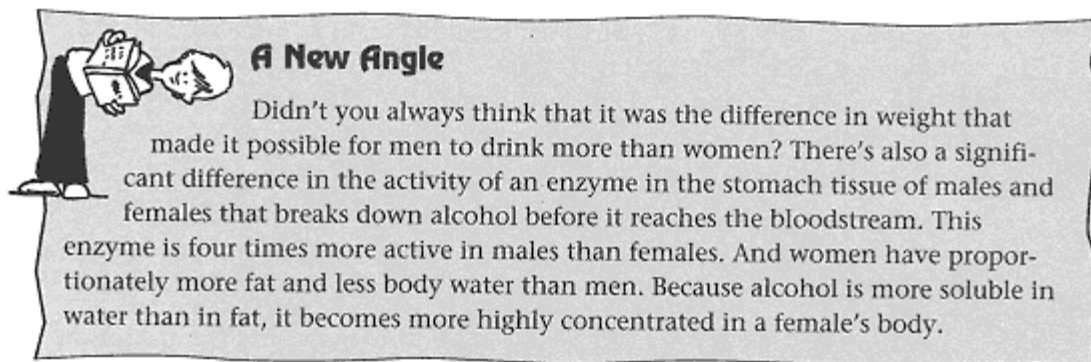 A New Angle
Didn't you always think that it was the difference in weight that
made it possible for men to drink more than women? There's also a signifi-
cant difference in the activity of an enzyme in the stomach tissue of males and
females that breaks down alcohol before it reaches the bloodstream. This
enzyme is four times more active in males than females. And women have propor-
tionately more fat and less body water than men. Because alcohol is more soluble in
water than in fat, it becomes more highly concentrated in a female's body.